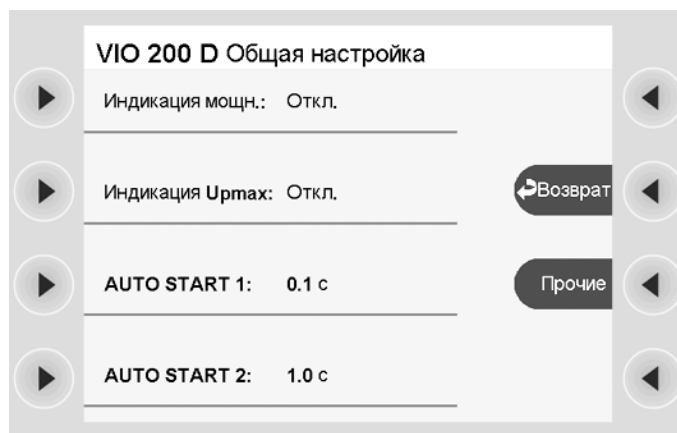 VIO 200 D Общая настройка
Индикация мощн.: Откл.
Индикация Upmax: Откл.
Возврат
AUTO START 1: 0.1 с
Прочие
AUTO START 2: 1.0 с